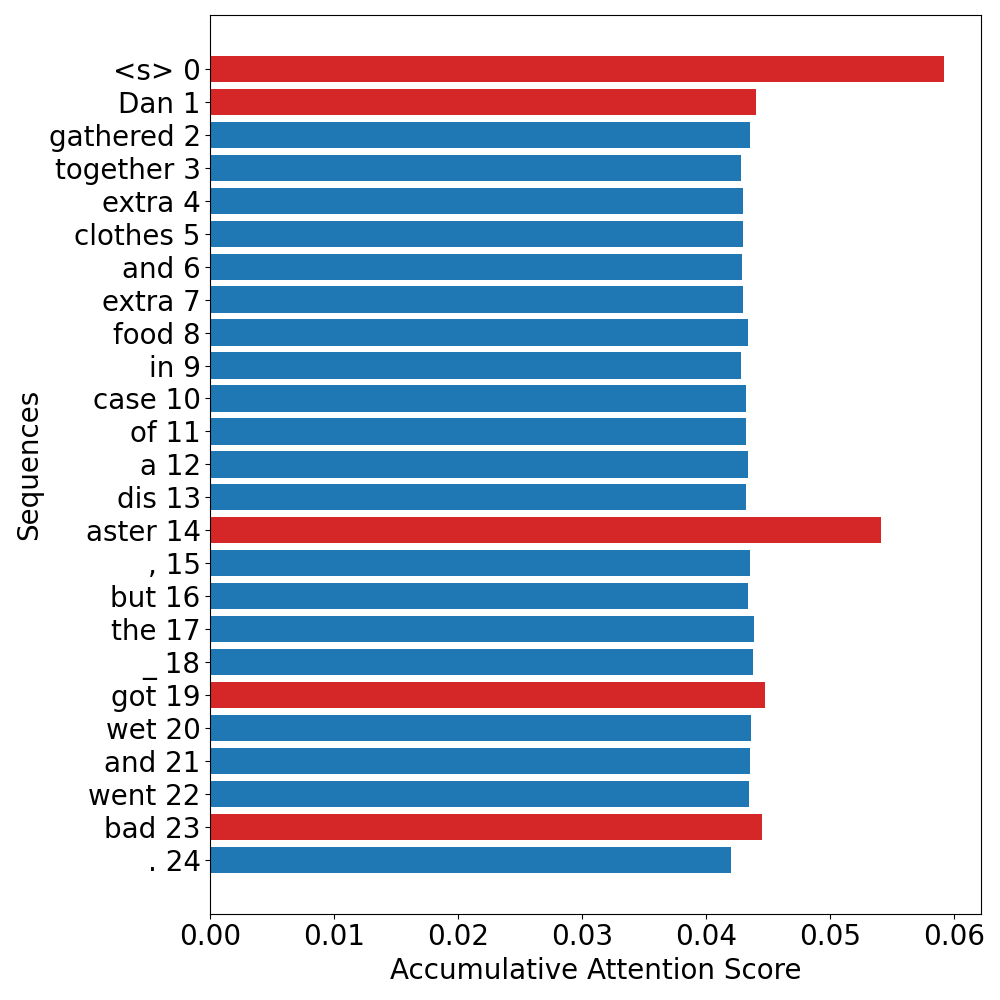 <s> 0
Dan 1
gathered 2
together 3
extra 4
clothes 5
and 6
extra 7
food 8
in 9
case 10
of 11
a 12
dis 13
aster 14
, 15
but 16
the 17
_ 18
got 19
wet 20
and 21
went 22
bad 23
. 24
Sequences
0.00 0.01 0.02 0.03 0.04 0.05 0.06
Accumulative Attention Score